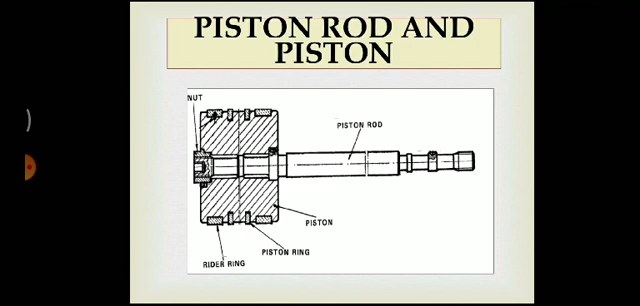 PISTON ROD AND
PISTON
NUT
PISTON ROD
PISTON
PISTON RING
RIDER RING